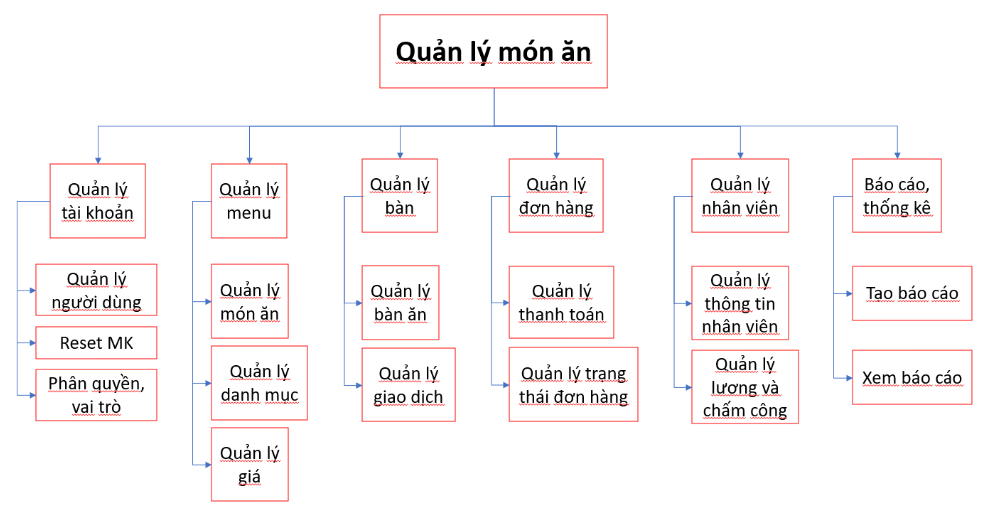 Quản lý món ăn
Quản lý
tài khoản
Quản lý
menu
Quản lý
bàn
Quản lý
đơn hàng
Quản lý
nhân viên
Báo cáo,
thống kê
Quản lý
người dùng
Reset MK
Phân quyền,
vai trò
Quản lý
món ăn
Quản lý
danh mục
Quản lý
giá
Quản lý
bàn ăn
Quản lý
giao dịch
Quản lý
thanh toán
Quản lý trạng
thái đơn hàng
Quản lý
thông tin
nhân viên
Quản lý
lương và
chấm công
Tạo báo cáo
Xem báo cáo